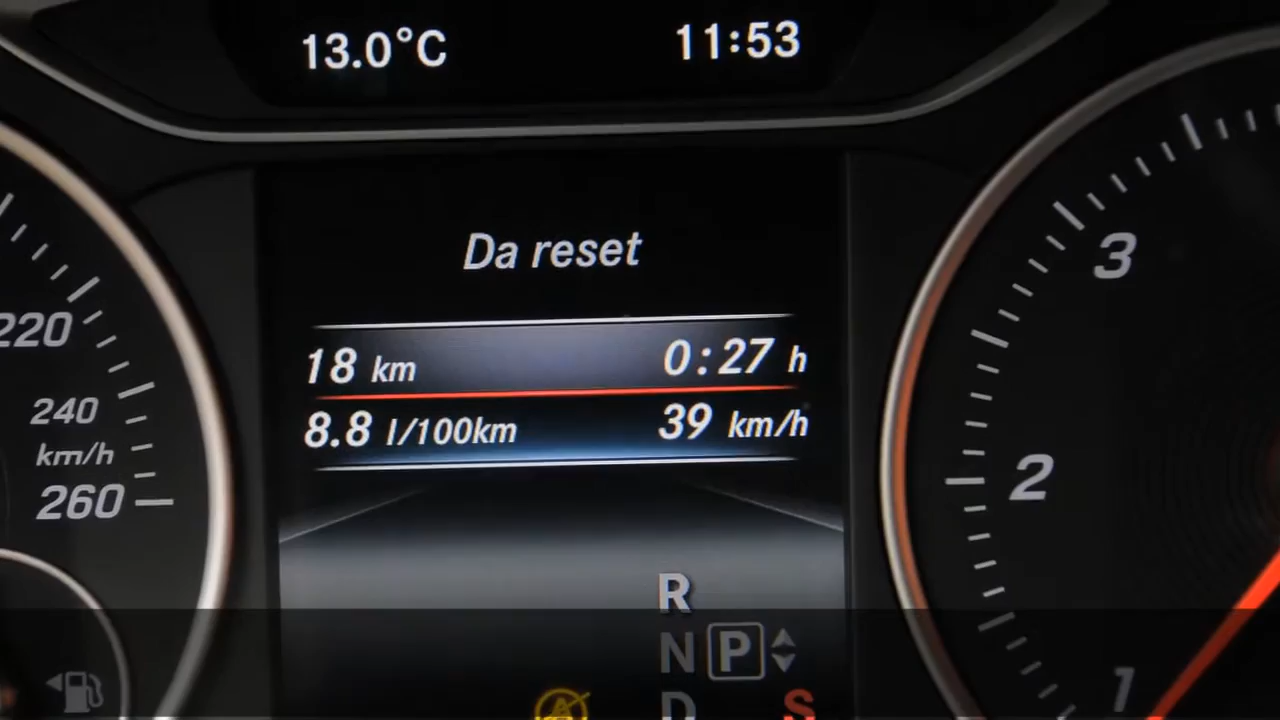 13.0°C 11:53
Da reset
18 km 0:27 h
8.8 l/100km 39 km/h
220
240
km/h
260
3
2
1
R
N P
D S
A